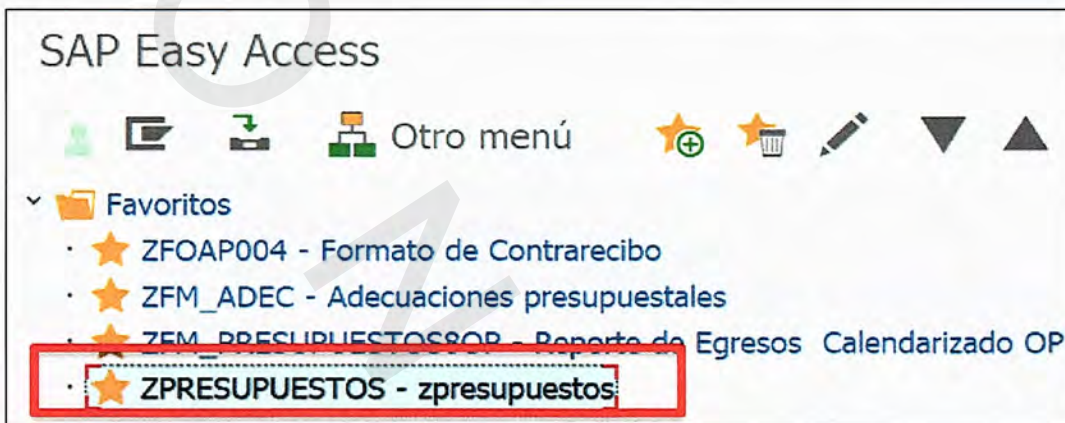 SAP Easy Access
Otro menú
Favoritos
ZFOAP004 - Formato de Contrarecibo
ZFM_ADEC - Adecuaciones presupuestales
ZFM_PRESUPUESTOS8OP - Reporte de Egresos Calendarizado OP
ZPRESUPUESTOS - zpresupuestos